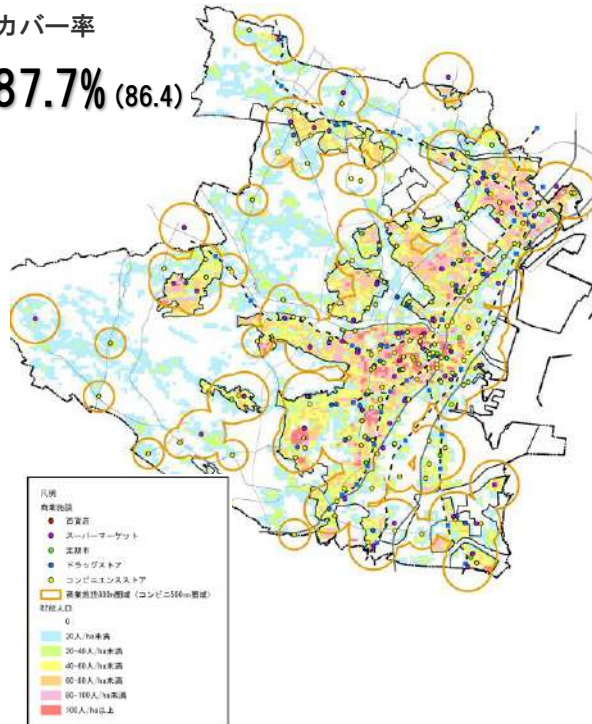 カバー率
87.7% (86.4)
凡例
商業施設
百貨店
スーパーマーケット
定期市
ドラッグストア
コンビニエンスストア
商業施設800m圏域（コンビニ500m圏域）
0
20人/ha未満
20-40人/ha未満
40-60人/ha未満
60-80人/ha未満
80-100人/ha未満
100人/ha以上